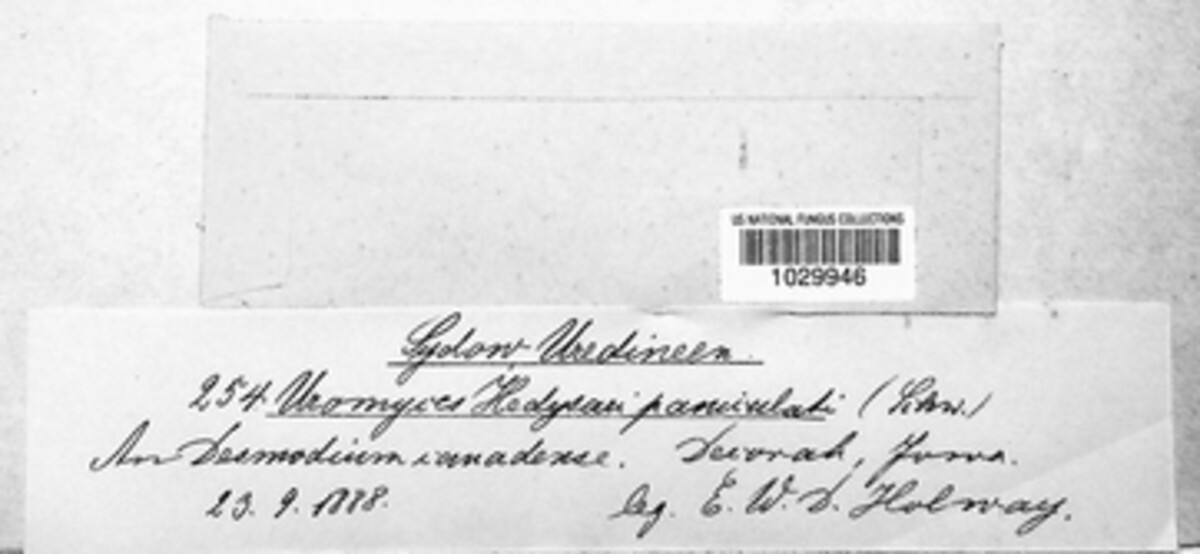 US NATIONAL FUNGUS COLLECTIONS
1029946
Sydow, Uredineen.
254. Uromyces Hedysari paniculati (Schw.)
An Desmodium canadense. Decorah, Jowa.
23. 9. 1888. leg. E. W. D. Holway.